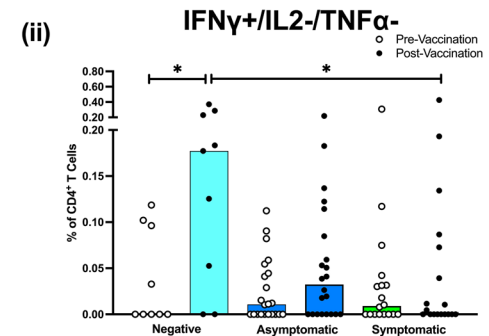 (ii)
IFNγ+/IL2-/TNFα-
Pre-Vaccination
Post-Vaccination
*
*
% of CD4+ T Cells
0.80
0.60
0.40
0.20
0.20
0.15
0.10
0.05
0.00
Negative
Asymptomatic
Symptomatic